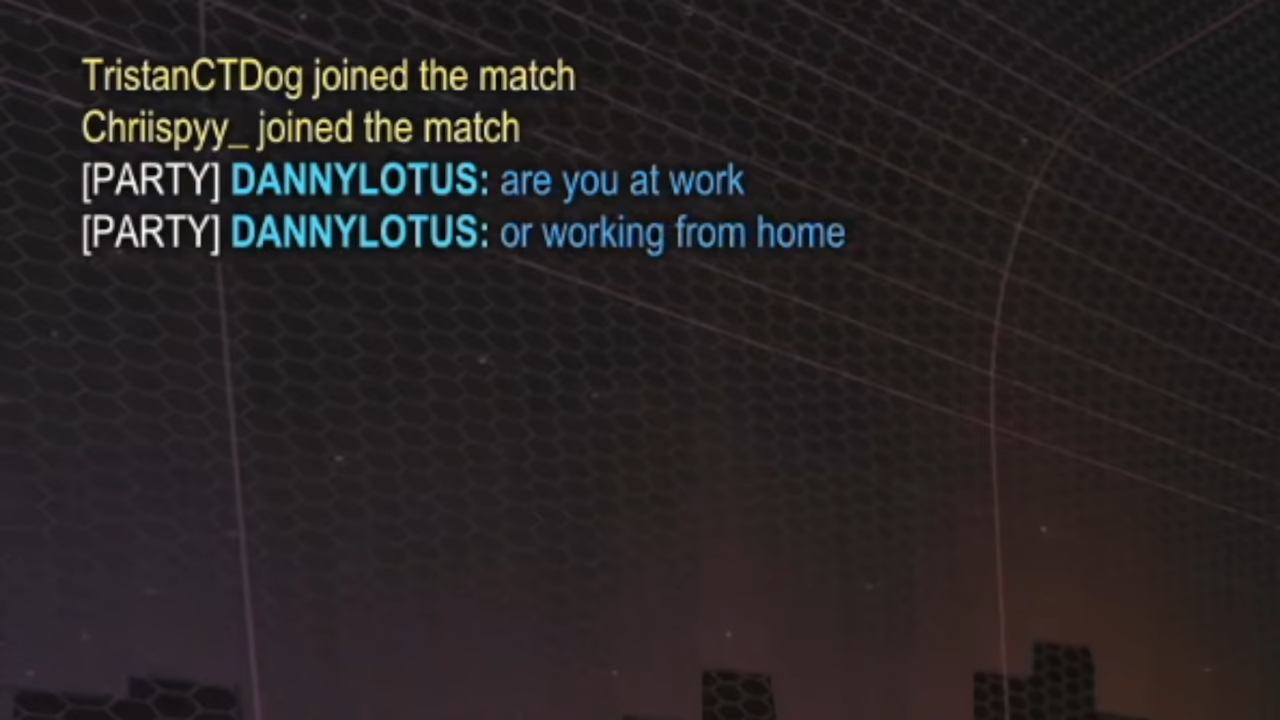 TristanCTDog joined the match
Chriispyy_ joined the match
[PARTY] DANNYLOTUS: are you at work
[PARTY] DANNYLOTUS: or working from home